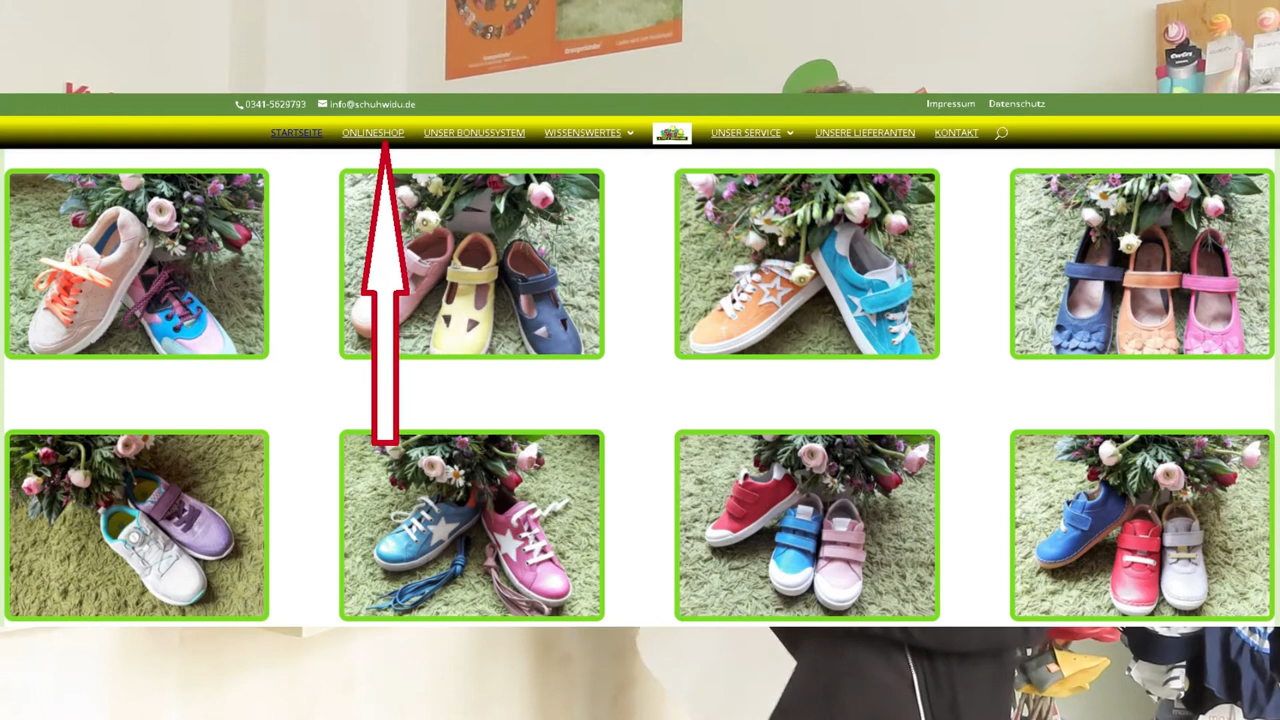 0341-5629793 info@schuhwidu.de Impressum Datenschutz
STARTSEITE ONLINESHOP UNSER BONUSSYSTEM WISSENSWERTES UNSER SERVICE UNSERE LIEFERANTEN KONTAKT